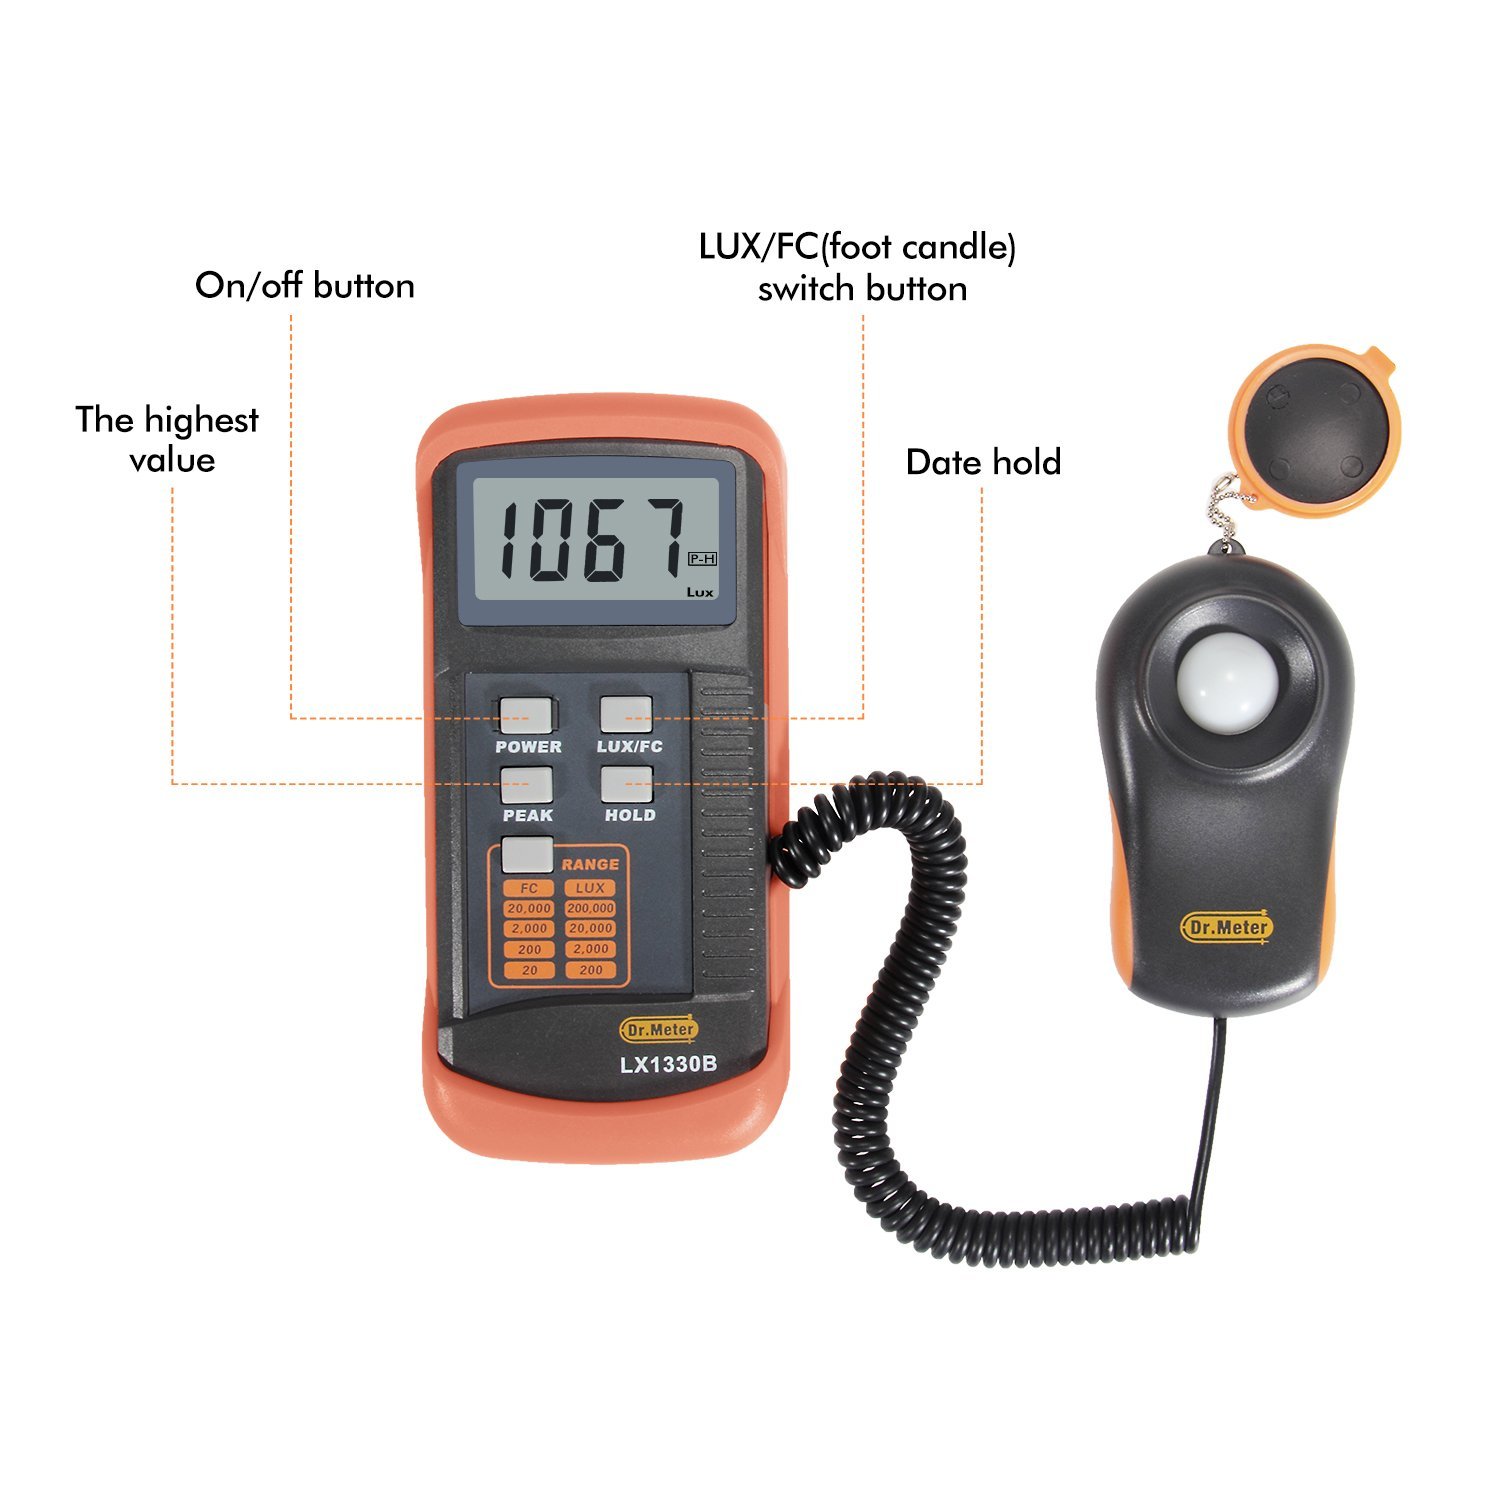 LUX/FC(foot candle)
switch button
On/off button
The highest
value
Date hold
1067
P-H
Lux
POWER LUX/FC
PEAK HOLD
RANGE
FC LUX
20,000 200,000
2,000 20,000
200 2,000
20 200
Dr.Meter
LX1330B
Dr.Meter